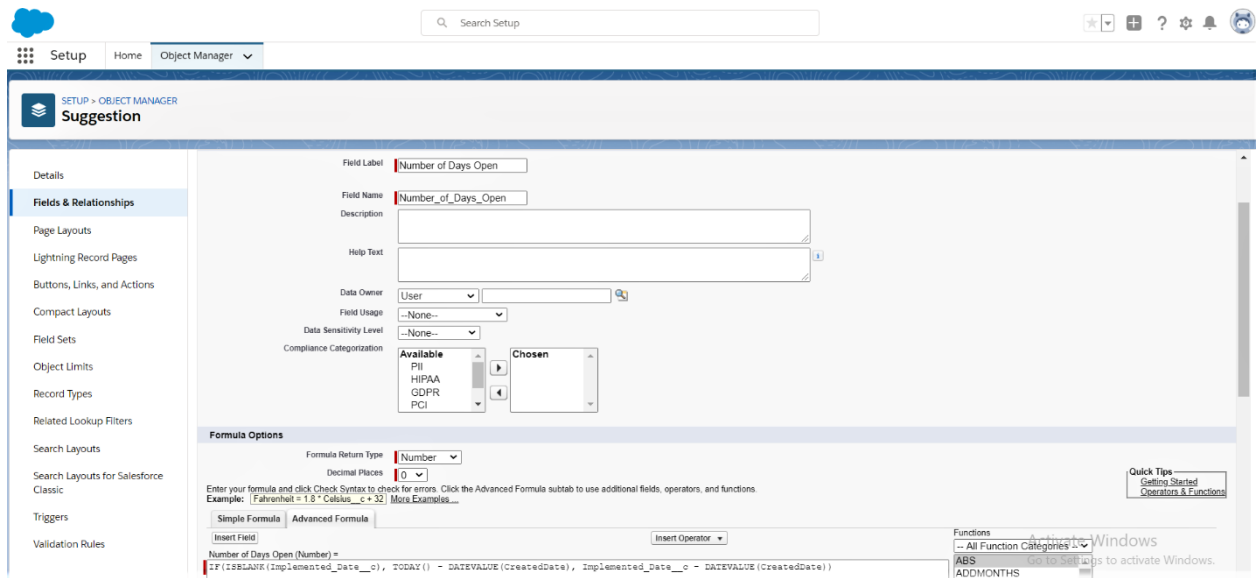 Search Setup
Setup
Home
Object Manager
SETUP > OBJECT MANAGER
Suggestion
Details
Fields & Relationships
Page Layouts
Lightning Record Pages
Buttons, Links, and Actions
Compact Layouts
Field Sets
Object Limits
Record Types
Related Lookup Filters
Search Layouts
Search Layouts for Salesforce
Classic
Triggers
Validation Rules
Field Label
Number of Days Open
Field Name
Number_of_Days_Open
Description
Help Text
Data Owner
User
Field Usage
--None--
Data Sensitivity Level
--None--
Compliance Categorization
Available
PII
HIPAA
GDPR
PCI
Chosen
Formula Options
Formula Return Type
Number
Decimal Places
0
Quick Tips
Getting Started
Operators & Functions
Enter your formula and click Check Syntax to check for errors. Click the Advanced Formula subtab to use additional fields, operators, and functions.
Example: Fahrenheit = 1.8 * Celsius__c + 32 More Examples ...
Simple Formula
Advanced Formula
Insert Field
Insert Operator
Functions
-- All Function Categories --
ABS
ADDMONTHS
Number of Days Open (Number) =
IF(ISBLANK(Implemented_Date__c), TODAY() - DATEVALUE(CreatedDate), Implemented_Date__c - DATEVALUE(CreatedDate))
Activate Windows
Go to Settings to activate Windows.